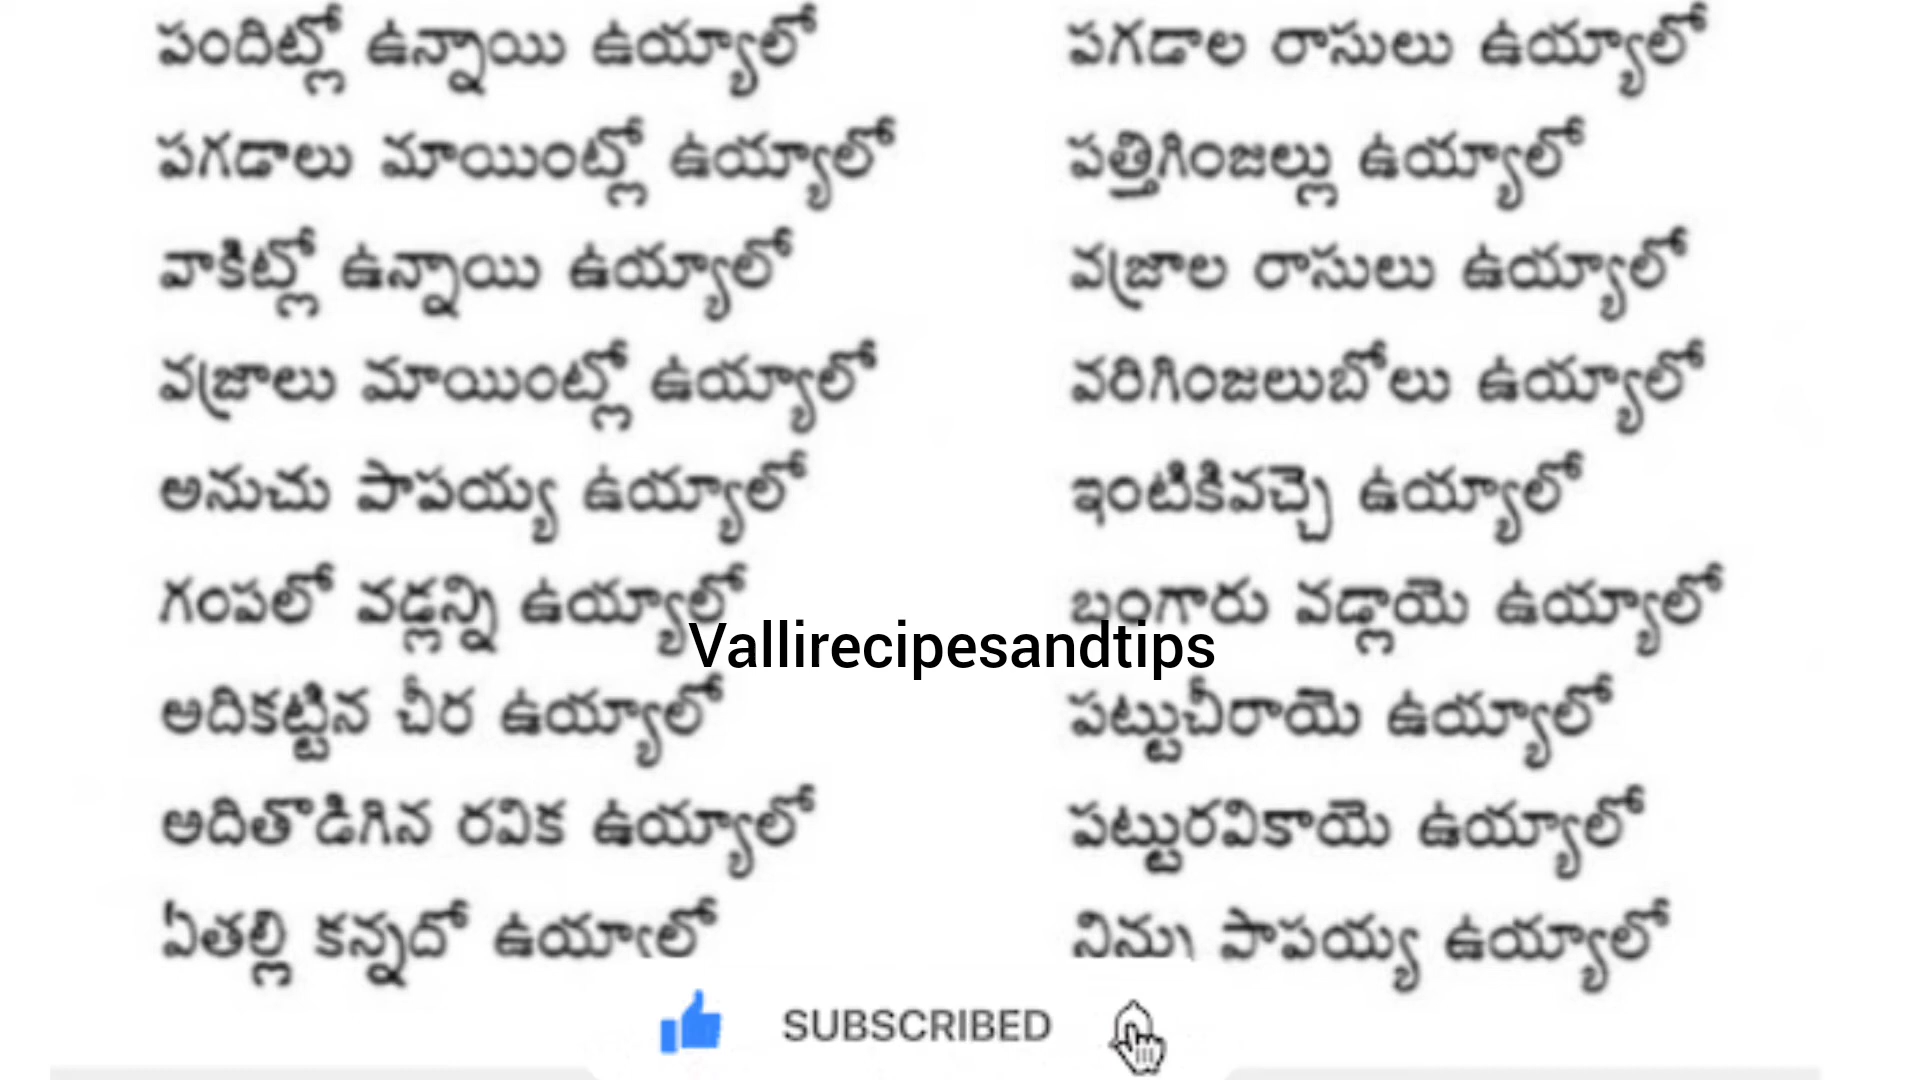 పందిట్లో ఉన్నాయి ఉయ్యాలో
పగడాలు మాయింట్లో ఉయ్యాలో
వాకిట్లో ఉన్నాయి ఉయ్యాలో
వజ్రాలు మాయింట్లో ఉయ్యాలో
అనుచు పాపయ్య ఉయ్యాలో
గంపలో వడ్లన్ని ఉయ్యాలో
అదికట్టిన చీర ఉయ్యాలో
అదితొడిగిన రవిక ఉయ్యాలో
ఏతల్లి కన్నదో ఉయ్యాలో
పగడాల రాసులు ఉయ్యాలో
పత్తిగింజల్లు ఉయ్యాలో
వజ్రాల రాసులు ఉయ్యాలో
వరిగింజలుబోలు ఉయ్యాలో
ఇంటికివచ్చె ఉయ్యాలో
బంగారు వడ్లాయె ఉయ్యాలో
పట్టుచీరాయె ఉయ్యాలో
పట్టురవికాయె ఉయ్యాలో
నిను పాపయ్య ఉయ్యాలో
Vallirecipesandtips
SUBSCRIBED